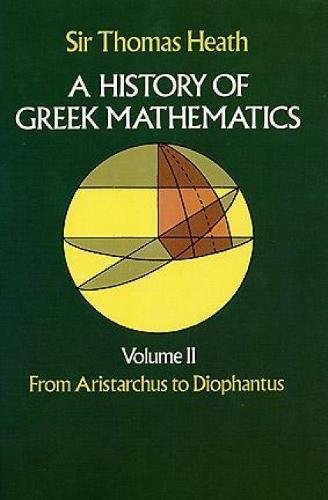 Sir Thomas Heath
A HISTORY OF
GREEK MATHEMATICS
Volume II
From Aristarchus to Diophantus